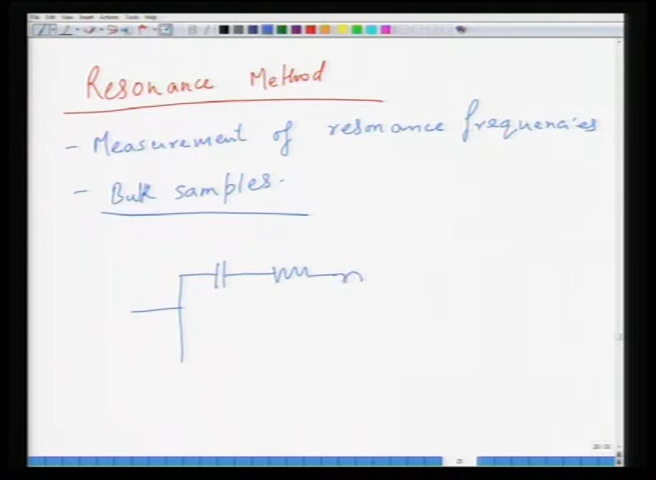 Resonance Method
- Measurement of resonance frequencies
- Bulk samples.